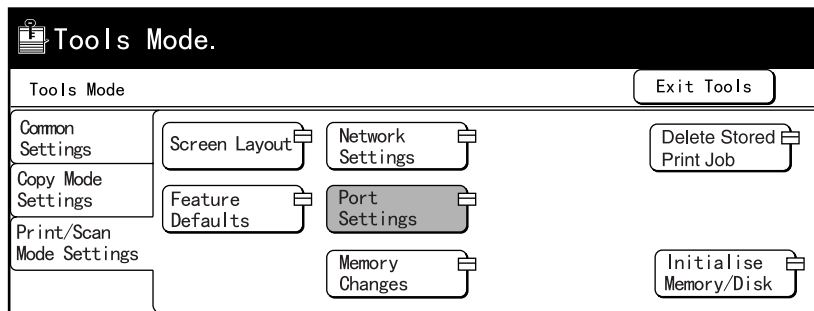 Tools Mode.
Tools Mode
Exit Tools
Common
Settings
Copy Mode
Settings
Print/Scan
Mode Settings
Screen Layout
Network
Settings
Delete Stored
Print Job
Feature
Defaults
Port
Settings
Memory
Changes
Initialise
Memory/Disk